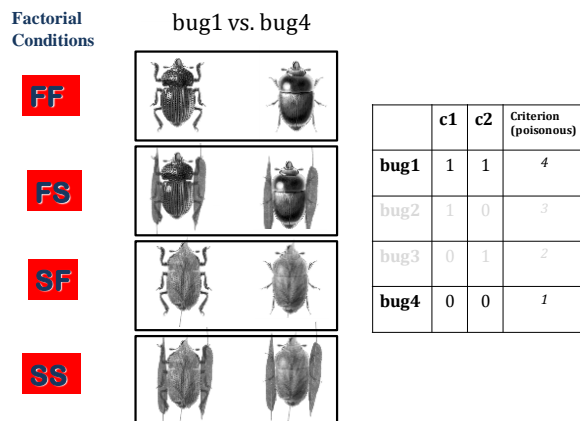 Factorial
Conditions
bug1 vs. bug4
FF
FS
SF
SS
c1 c2 Criterion
(poisonous)
bug1 1 1 4
bug2 1 0 3
bug3 0 1 2
bug4 0 0 1